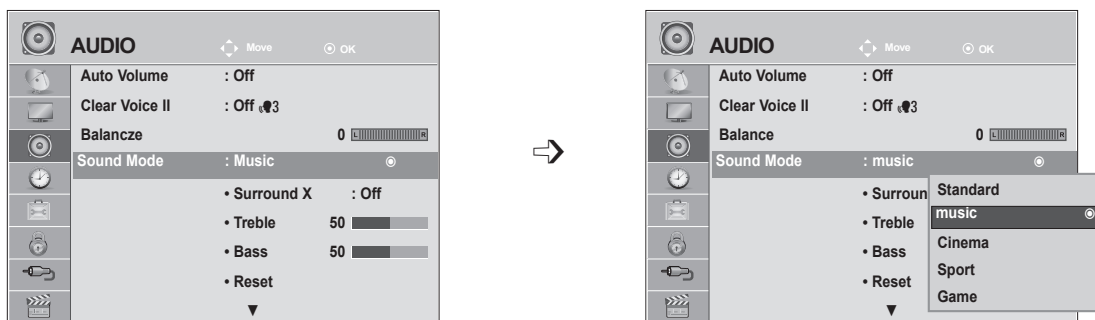 AUDIO Move OK
Auto Volume : Off
Clear Voice II : Off 3
Balancze 0 L R
Sound Mode : Music
• Surround X : Off
• Treble 50
• Bass 50
• Reset
▼
AUDIO Move OK
Auto Volume : Off
Clear Voice II : Off 3
Balance 0 L R
Sound Mode : music
• Surroun
• Treble
• Bass
• Reset
▼
Standard
music
Cinema
Sport
Game